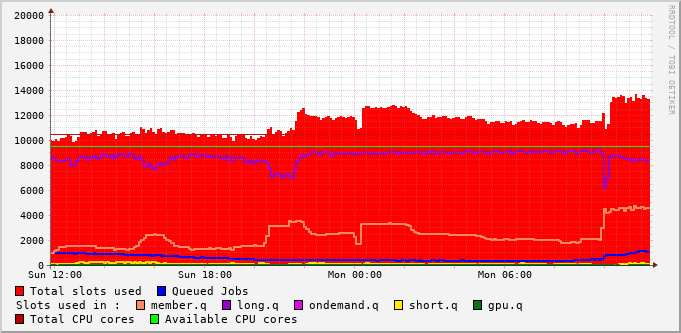 RRDTOOL / TOBI OETIKER
20000
18000
16000
14000
12000
10000
8000
6000
4000
2000
0
Sun 12:00 Sun 18:00 Mon 00:00 Mon 06:00
Total slots used Queued Jobs
Slots used in : member.q long.q ondemand.q short.q gpu.q
Total CPU cores Available CPU cores